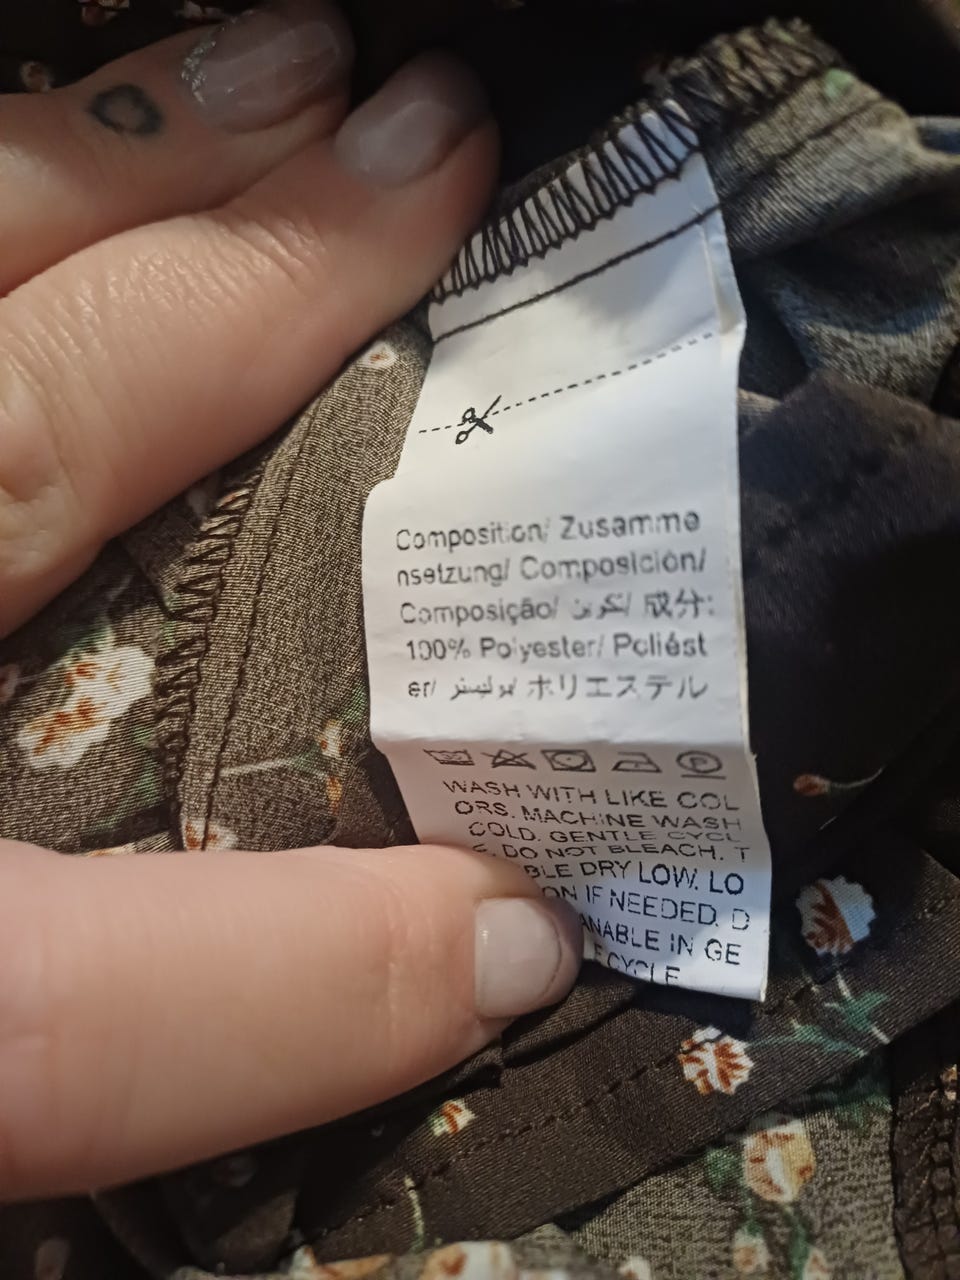 Composition/ Zusamme
nsetzung/ Composición/
Composição/ تكوين/ 成分:
100% Polyester/ Poliést
er/ بوليستر/ ポリエステル
WASH WITH LIKE COL
ORS. MACHINE WASH
COLD. GENTLE CYCL
E. DO NOT BLEACH. T
BLE DRY LOW. LO
ON IF NEEDED. D
ANABLE IN GE
E CYCLE